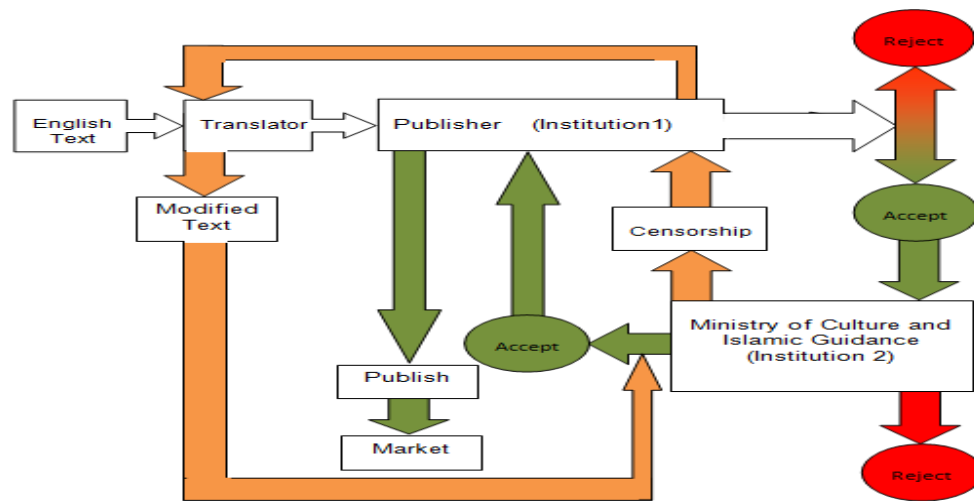 Reject
English
Text
Translator
Publisher (Institution1)
Modified
Text
Censorship
Accept
Ministry of Culture and
Islamic Guidance
(Institution 2)
Accept
Publish
Market
Reject